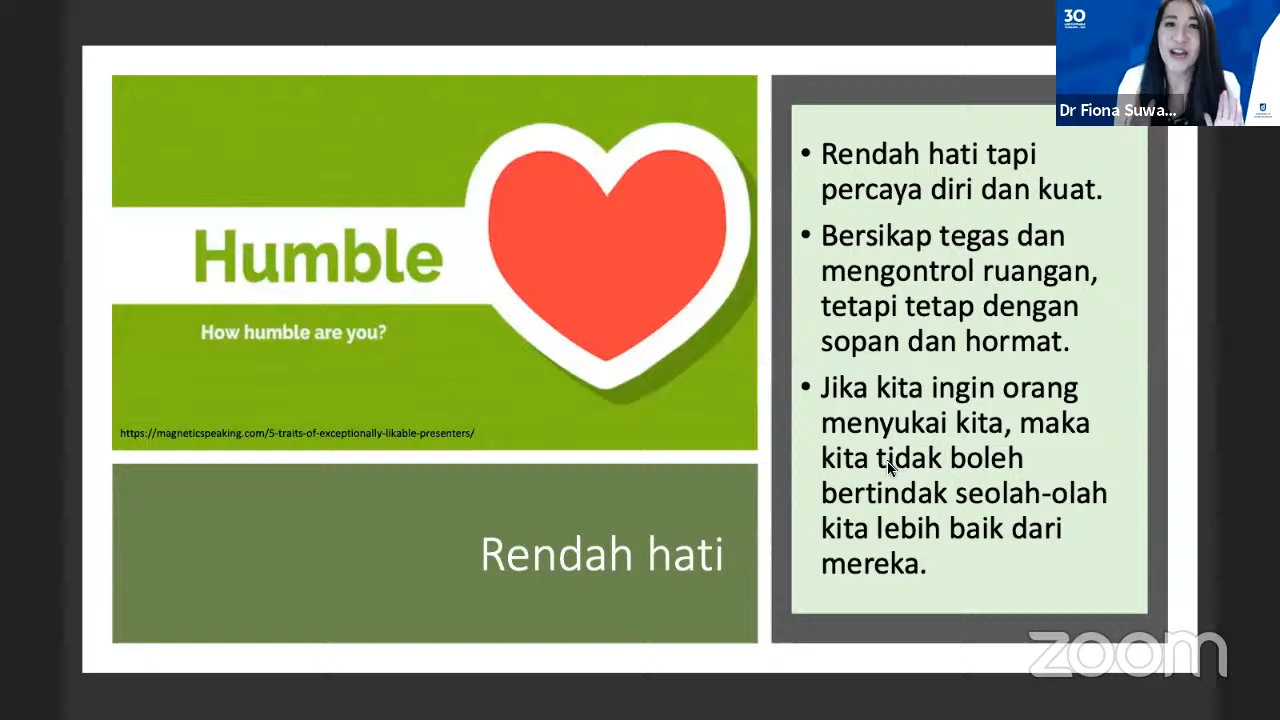 30
Dr Fiona Suwa...
Humble
How humble are you?
https://magneticspeaking.com/5-traits-of-exceptionally-likable-presenters/
Rendah hati
• Rendah hati tapi
percaya diri dan kuat.
• Bersikap tegas dan
mengontrol ruangan,
tetapi tetap dengan
sopan dan hormat.
• Jika kita ingin orang
menyukai kita, maka
kita tidak boleh
bertindak seolah-olah
kita lebih baik dari
mereka.
zoom